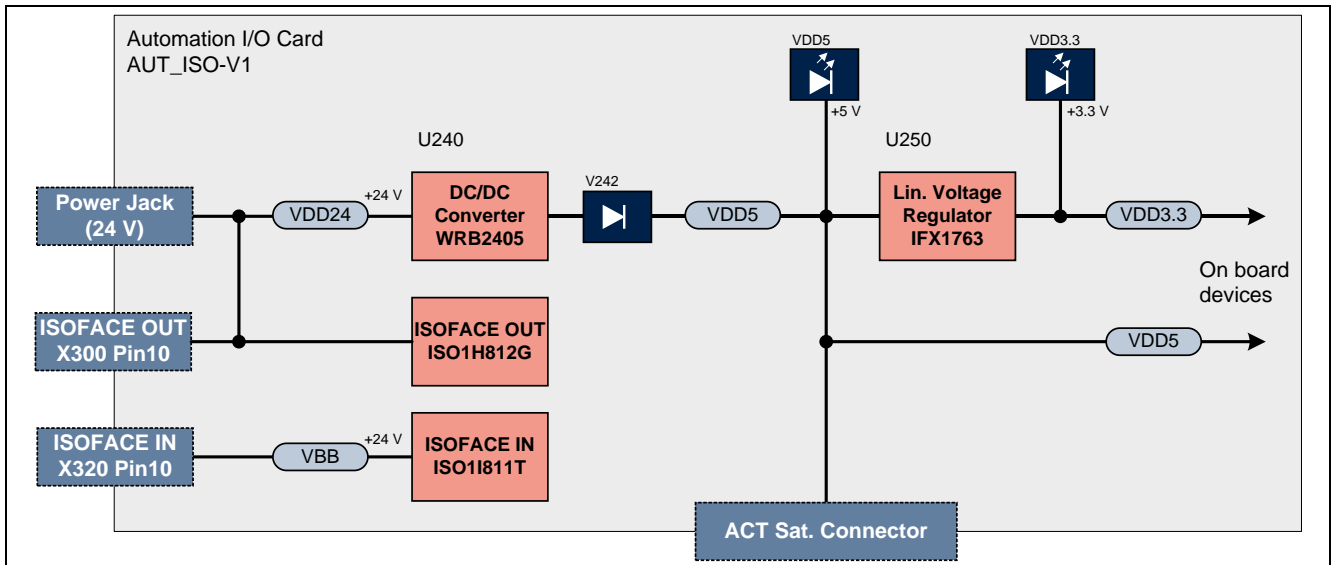 Automation I/O Card
AUT_ISO-V1
VDD5
VDD3.3
+5 V
+3.3 V
U240
U250
Power Jack
(24 V)
VDD24
+24 V
DC/DC
Converter
WRB2405
V242
VDD5
Lin. Voltage
Regulator
IFX1763
VDD3.3
On board
devices
ISOFACE OUT
X300 Pin10
ISOFACE OUT
ISO1H812G
VDD5
ISOFACE IN
X320 Pin10
VBB
+24 V
ISOFACE IN
ISO1I811T
ACT Sat. Connector